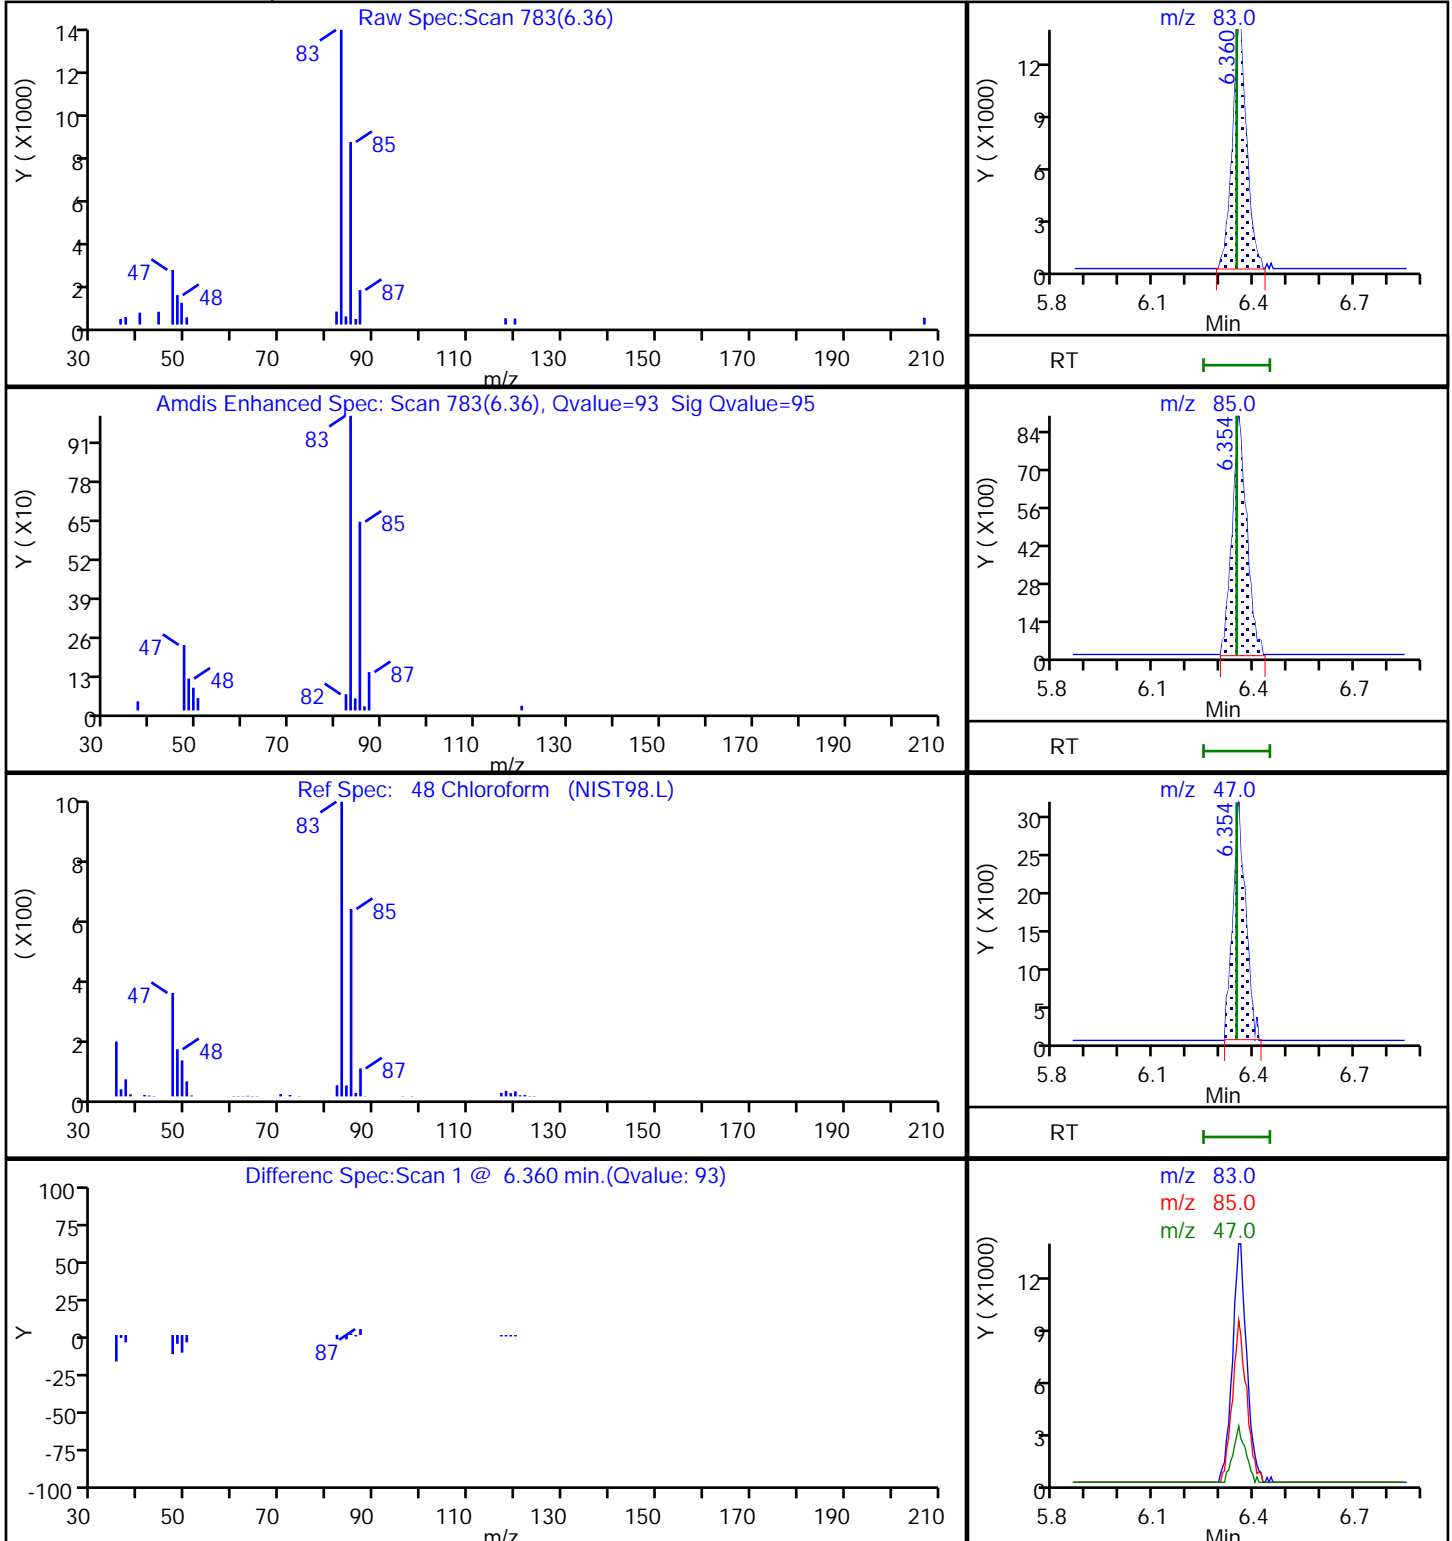 Raw Spec:Scan 783(6.36)
Y ( X1000)
14
12
10
8
6
4
2
0
83
85
47
48
87
30 50 70 90 110 130 150 170 190 210
m/z
m/z 83.0
Y ( X1000)
12
9
6
3
0
6.360
5.8 6.1 6.4 6.7
Min
RT
Amdis Enhanced Spec: Scan 783(6.36), Qvalue=93 Sig Qvalue=95
Y ( X10)
91
78
65
52
39
26
13
0
83
85
47
48
82
87
30 50 70 90 110 130 150 170 190 210
m/z
m/z 85.0
Y ( X100)
84
70
56
42
28
14
0
6.354
5.8 6.1 6.4 6.7
Min
RT
Ref Spec: 48 Chloroform (NIST98.L)
( X100)
10
8
6
4
2
0
83
85
47
48
87
30 50 70 90 110 130 150 170 190 210
m/z 47.0
Y ( X100)
30
25
20
15
10
5
0
6.354
5.8 6.1 6.4 6.7
Min
RT
Differenc Spec:Scan 1 @ 6.360 min.(Qvalue: 93)
Y
100
75
50
25
0
-25
-50
-75
-100
87
30 50 70 90 110 130 150 170 190 210
m/z
m/z 83.0
m/z 85.0
m/z 47.0
Y ( X1000)
12
9
6
3
0
5.8 6.1 6.4 6.7
Min